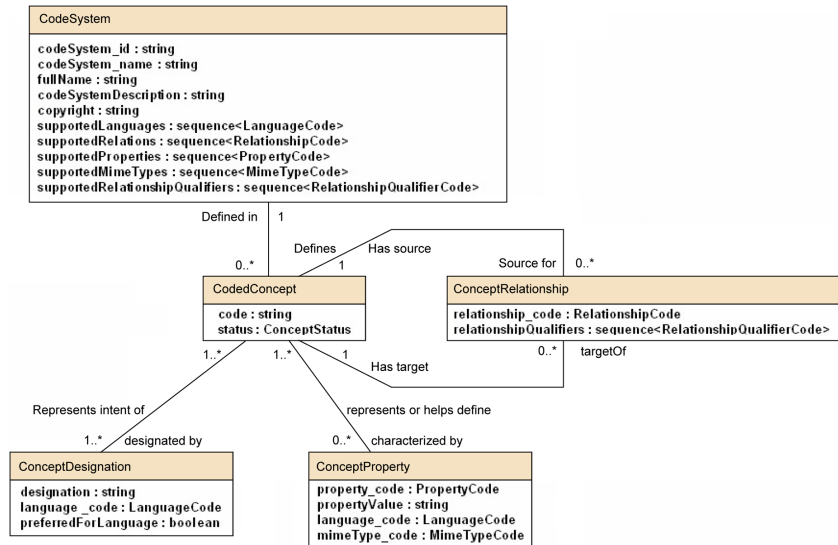 CodeSystem
codeSystem_id : string
codeSystem_name : string
fullName : string
codeSystemDescription : string
copyright : string
supportedLanguages : sequence<LanguageCode>
supportedRelations : sequence<RelationshipCode>
supportedProperties : sequence<PropertyCode>
supportedMimeTypes : sequence<MimeTypeCode>
supportedRelationshipQualifiers : sequence<RelationshipQualifierCode>
Defined in 1
Defines Has source
0..* 1 Source for 0..*
CodedConcept
code : string
status : ConceptStatus
ConceptRelationship
relationship_code : RelationshipCode
relationshipQualifiers : sequence<RelationshipQualifierCode>
1..* 1..* 1 0..* targetOf
Has target
Represents intent of represents or helps define
1..* designated by 0..* characterized by
ConceptDesignation
designation : string
language _code : LanguageCode
preferredForLanguage : boolean
ConceptProperty
property_code : PropertyCode
propertyValue : string
language_code : LanguageCode
mimeType_code : MimeTypeCode